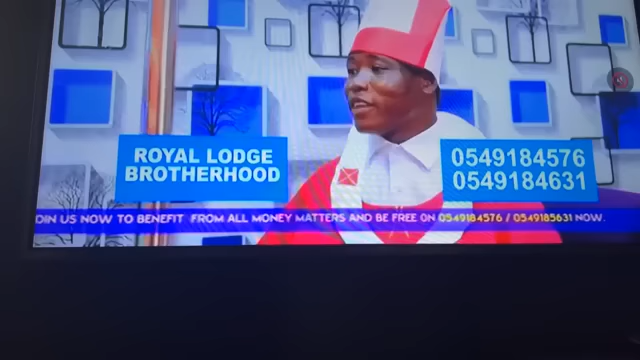 ROYAL LODGE
BROTHERHOOD
0549184576
0549184631
OIN US NOW TO BENEFIT FROM ALL MONEY MATTERS AND BE FREE ON 0549184576 / 0549185631 NOW.